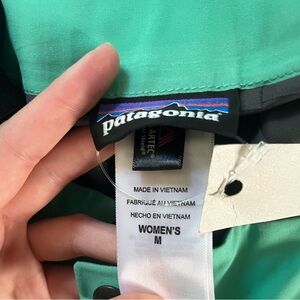 patagonia®
MADE IN VIETNAM
FABRIQUÉ AU VIETNAM
HECHO EN VIETNAM
WOMEN'S
M